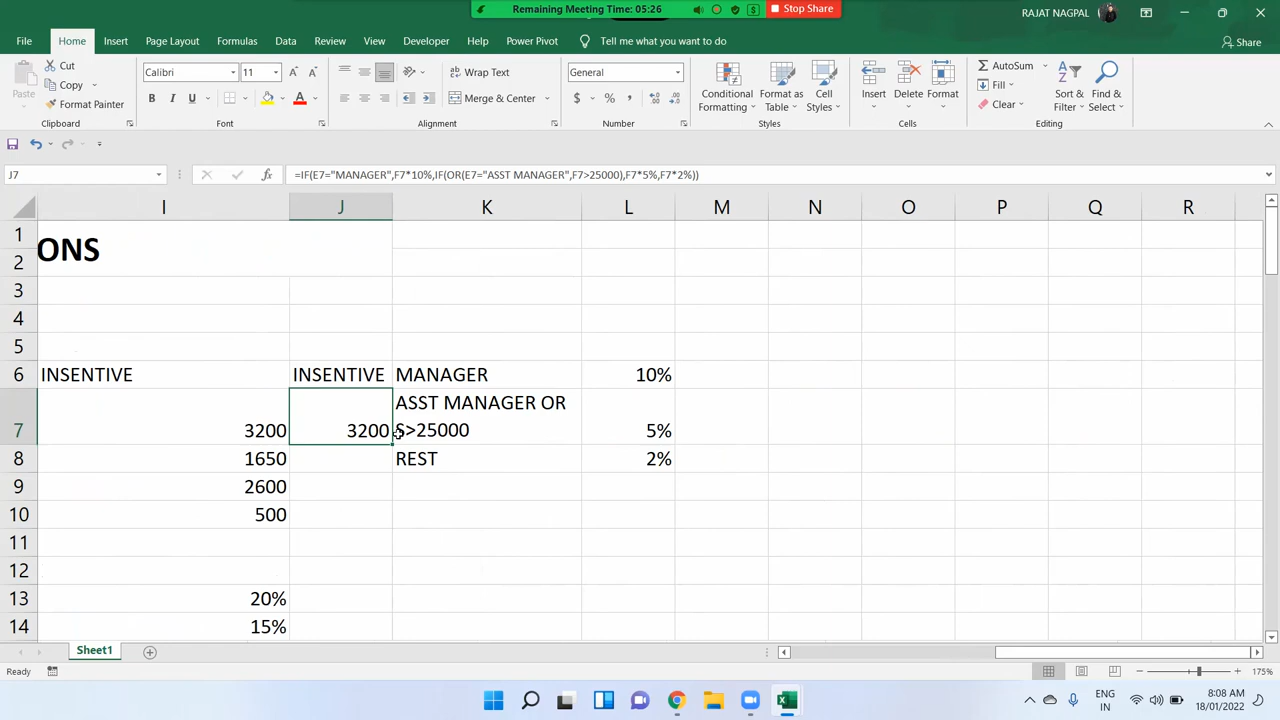 Remaining Meeting Time: 05:26
Stop Share
RAJAT NAGPAL
File Home Insert Page Layout Formulas Data Review View Developer Help Power Pivot Tell me what you want to do
Share
Paste
Cut
Copy
Format Painter
Clipboard
Calibri 11
B I U
Font
Wrap Text
Merge & Center
Alignment
General
$ % ,
Number
Conditional Formatting
Format as Table
Cell Styles
Styles
Insert Delete Format
Cells
AutoSum
Fill
Clear
Sort & Filter
Find & Select
Editing
J7
=IF(E7="MANAGER",F7*10%,IF(OR(E7="ASST MANAGER",F7>25000),F7*5%,F7*2%))
I J K L M N O P Q R
1
ONS
2
3
4
5
6 INSENTIVE INSENTIVE MANAGER 10%
ASST MANAGER OR
7 3200 3200 S>25000 5%
8 1650 REST 2%
9 2600
10 500
11
12
13 20%
14 15%
Sheet1
Ready
175%
ENG
IN
8:08 AM
18/01/2022